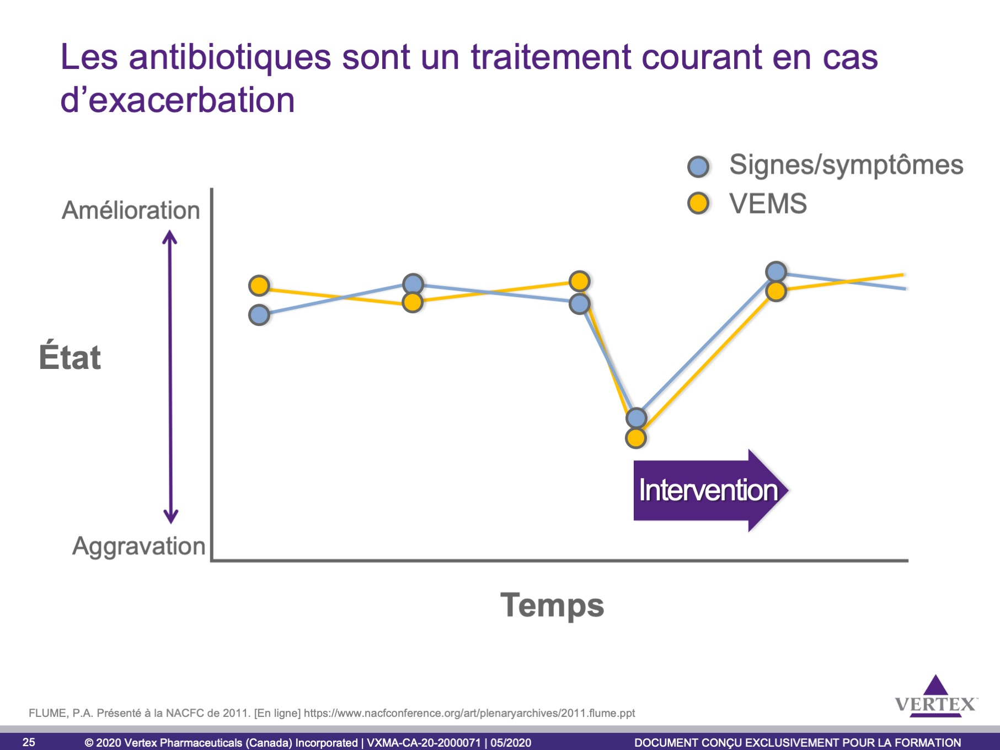 Les antibiotiques sont un traitement courant en cas
d’exacerbation
Signes/symptômes
VEMS
Amélioration
État
Aggravation
Intervention
Temps
VERTEX™
FLUME, P.A. Présenté à la NACFC de 2011. [En ligne] https://www.nacfconference.org/art/plenaryarchives/2011.flume.ppt
25 © 2020 Vertex Pharmaceuticals (Canada) Incorporated | VXMA-CA-20-2000071 | 05/2020 DOCUMENT CONÇU EXCLUSIVEMENT POUR LA FORMATION